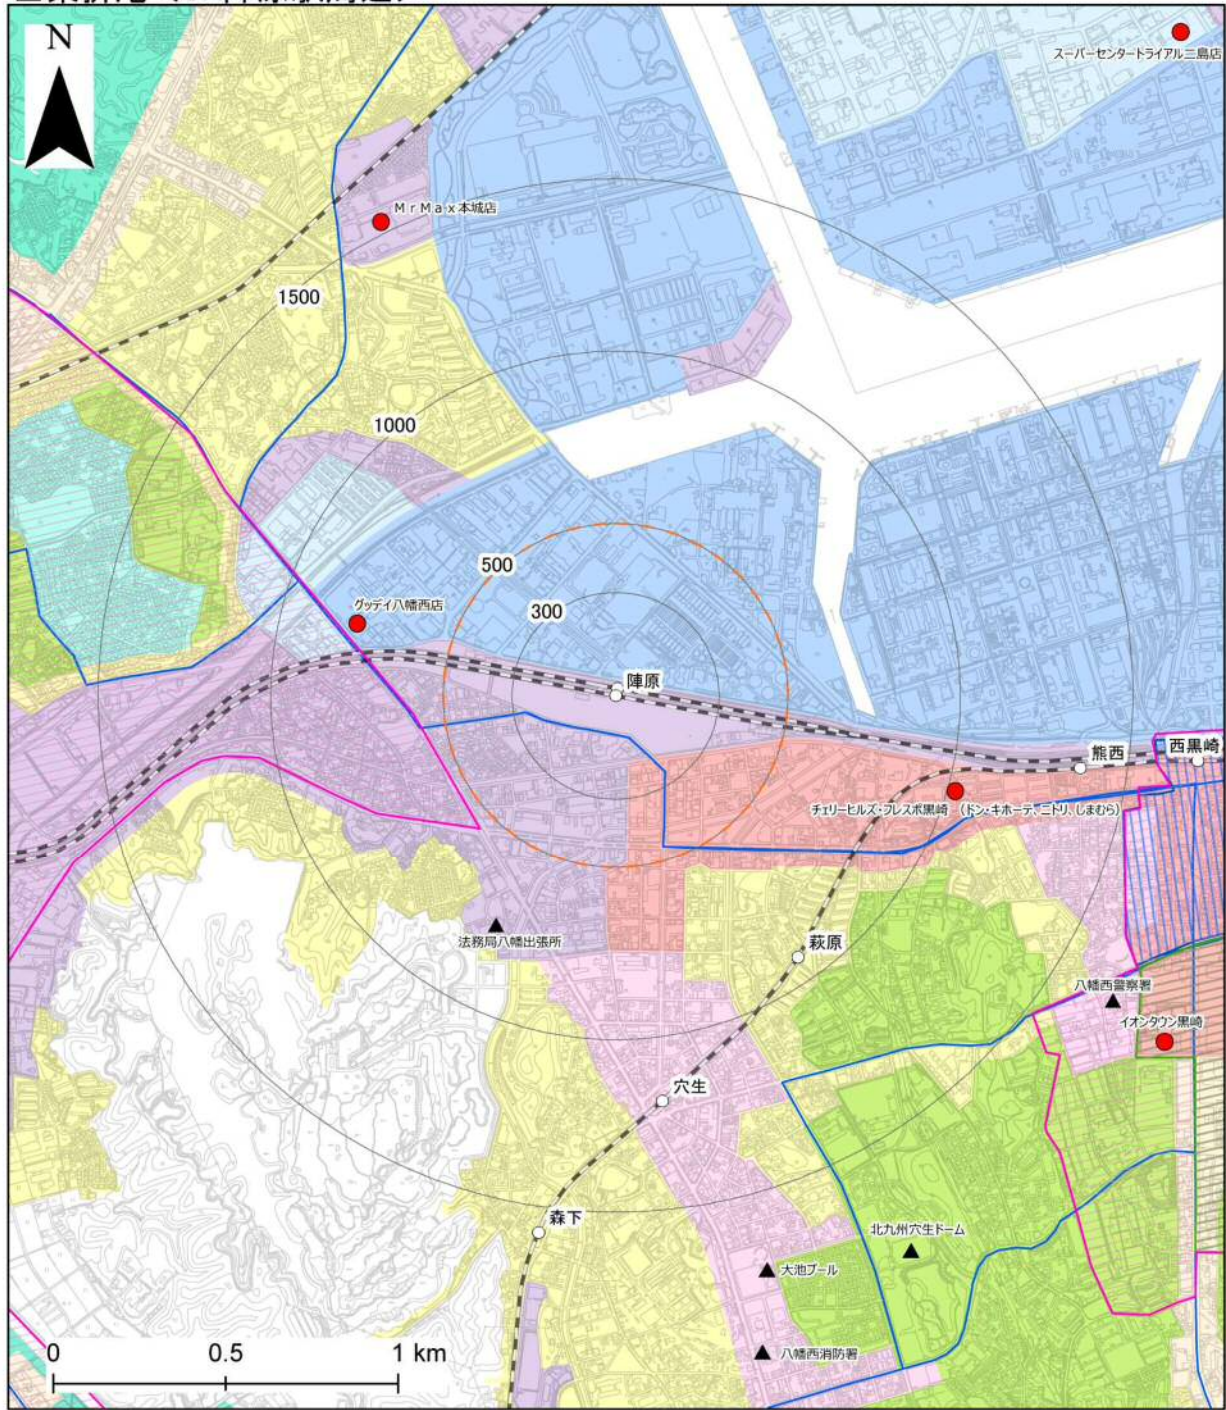 N
スーパーセンタートライアル二島店
ＭｒＭａｘ本城店
1500
1000
500
グッデイ八幡西店
300
陣原
熊西
西黒崎
チェリーヒルズ・フレスポ黒崎 (ドン・キホーテ、ニトリ、しまむら)
法務局八幡出張所
萩原
八幡西警察署
イオンタウン黒崎
穴生
森下
北九州穴生ドーム
大池プール
八幡西消防署
0 0.5 1 km